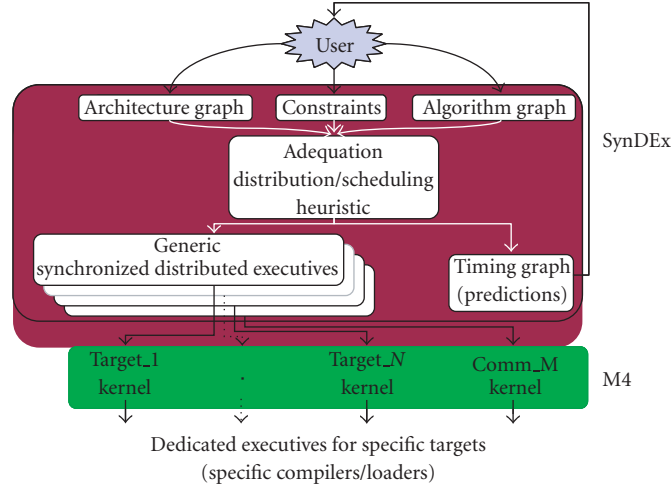 User
Architecture graph
Constraints
Algorithm graph
SynDEx
Adequation
distribution/scheduling
heuristic
Generic
synchronized distributed executives
Timing graph
(predictions)
Target_1
kernel
.
Target_N
kernel
Comm_M
kernel
M4
Dedicated executives for specific targets
(specific compilers/loaders)